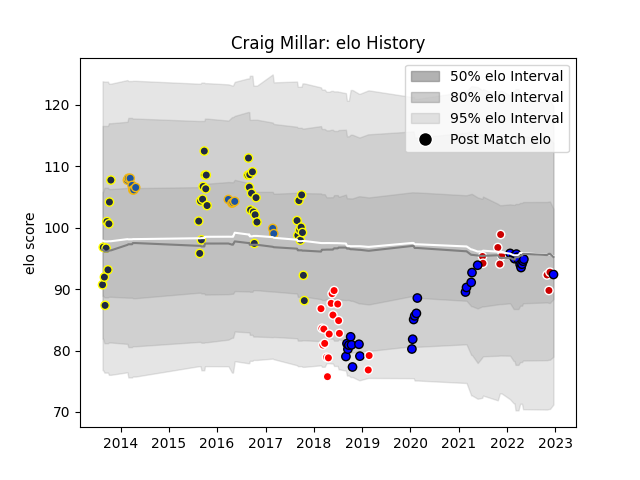 Craig Millar: elo History
50% elo Interval
80% elo Interval
95% elo Interval
Post Match elo
elo score
120
110
100
90
80
70
2014 2015 2016 2017 2018 2019 2020 2021 2022 2023